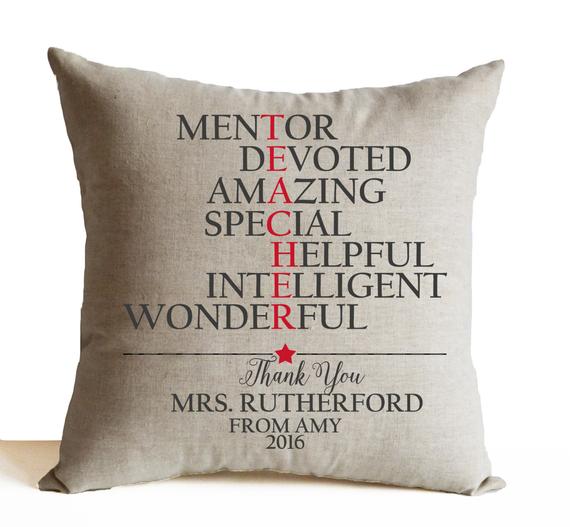 MENTOR
DEVOTED
AMAZING
SPECIAL
HELPFUL
INTELLIGENT
WONDERFUL
Thank You
MRS. RUTHERFORD
FROM AMY
2016